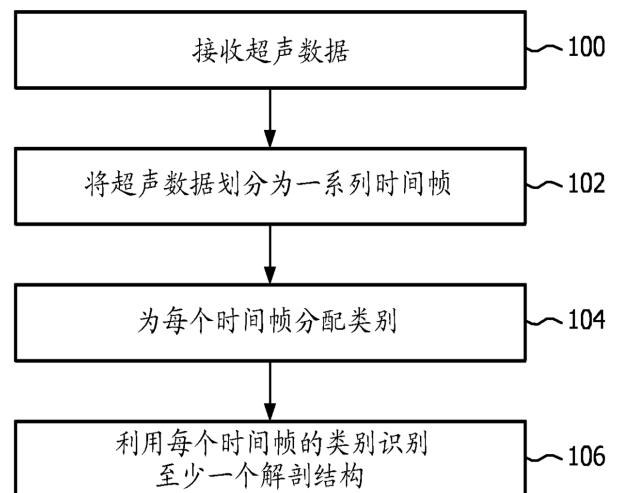 接收超声数据
100
将超声数据划分为一系列时间帧
102
为每个时间帧分配类别
104
利用每个时间帧的类别识别
至少一个解剖结构
106